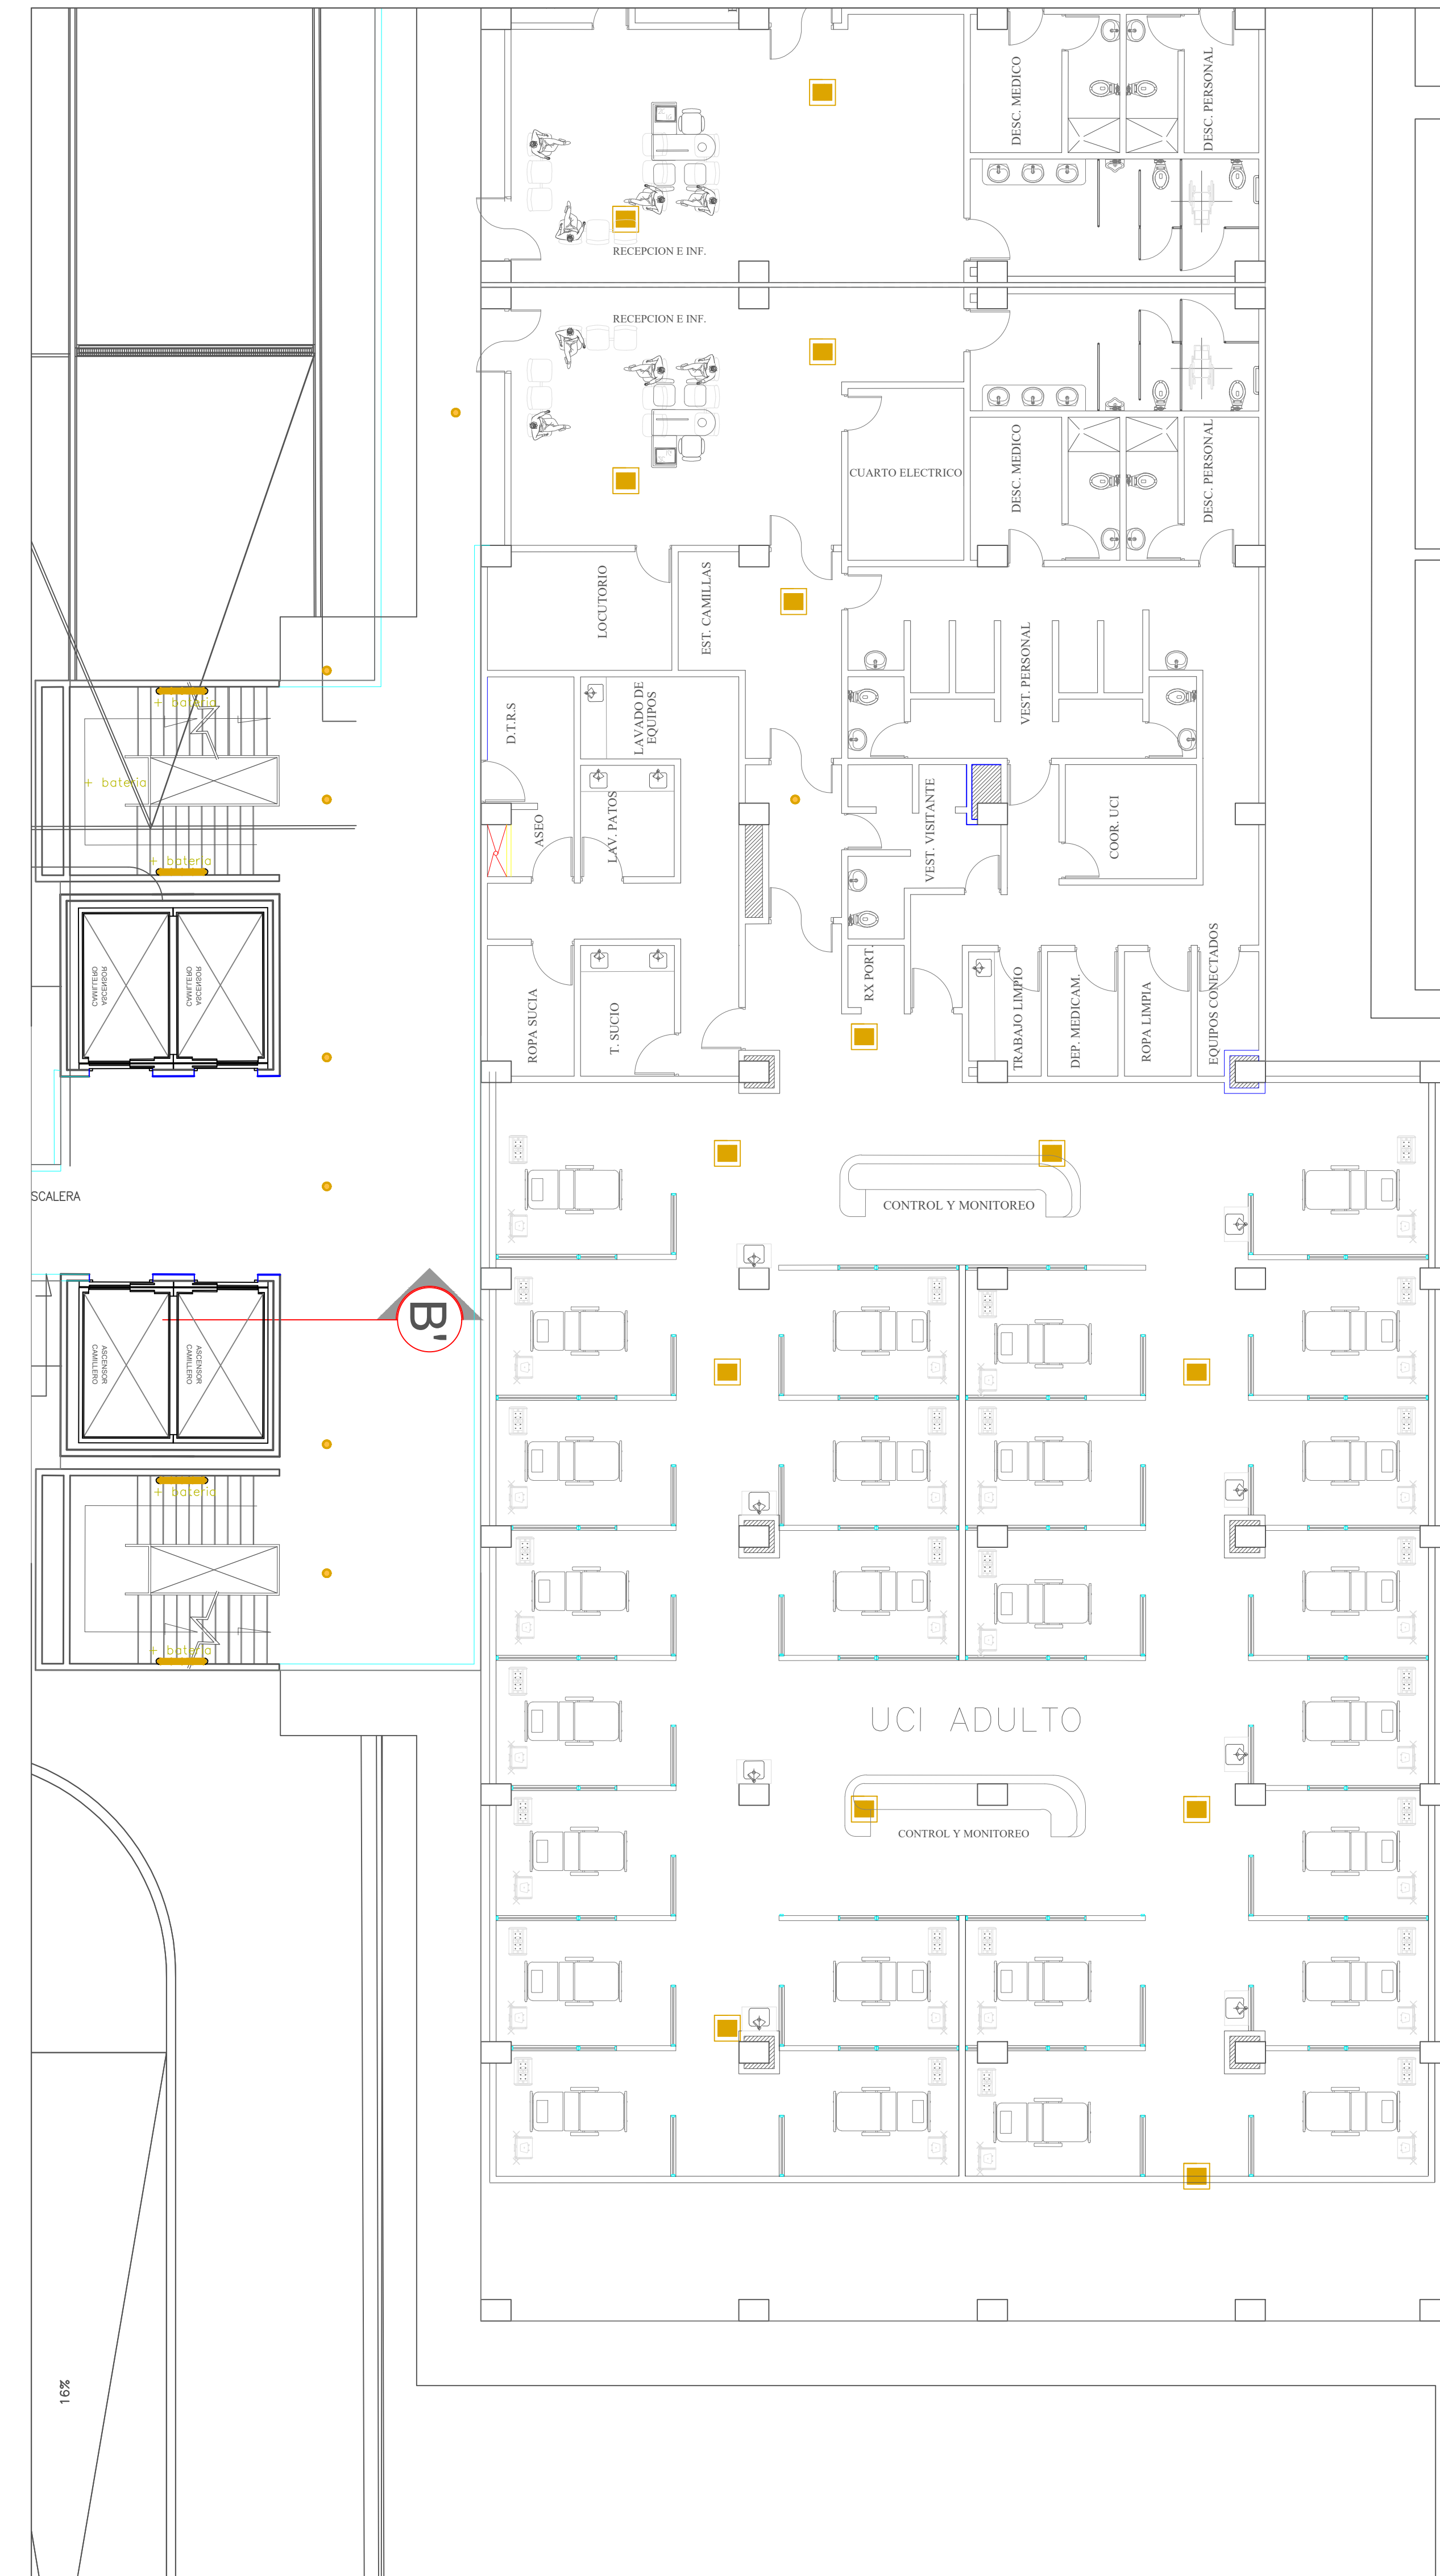 DESC. MEDICO
DESC. PERSONAL
RECEPCION E INF.
RECEPCION E INF.
CUARTO ELECTRICO
DESC. MEDICO
DESC. PERSONAL
LOCUTORIO
EST. CAMILLAS
VEST. PERSONAL
+ bateria
D.T.R.S
LAVADO DE
EQUIPOS
+ bateria
ASEO
LAV. PATOS
VEST. VISITANTE
COOR. UCI
+ bateria
ASCENSOR
CAMILLERO
ASCENSOR
CAMILLERO
ROPA SUCIA
T. SUCIO
RX PORT.
TRABAJO LIMPIO
DEP. MEDICAM.
ROPA LIMPIA
EQUIPOS CONECTADOS
SCALERA
CONTROL Y MONITOREO
B'
ASCENSOR
CAMILLERO
ASCENSOR
CAMILLERO
+ bateria
+ bateria
UCI ADULTO
CONTROL Y MONITOREO
16%